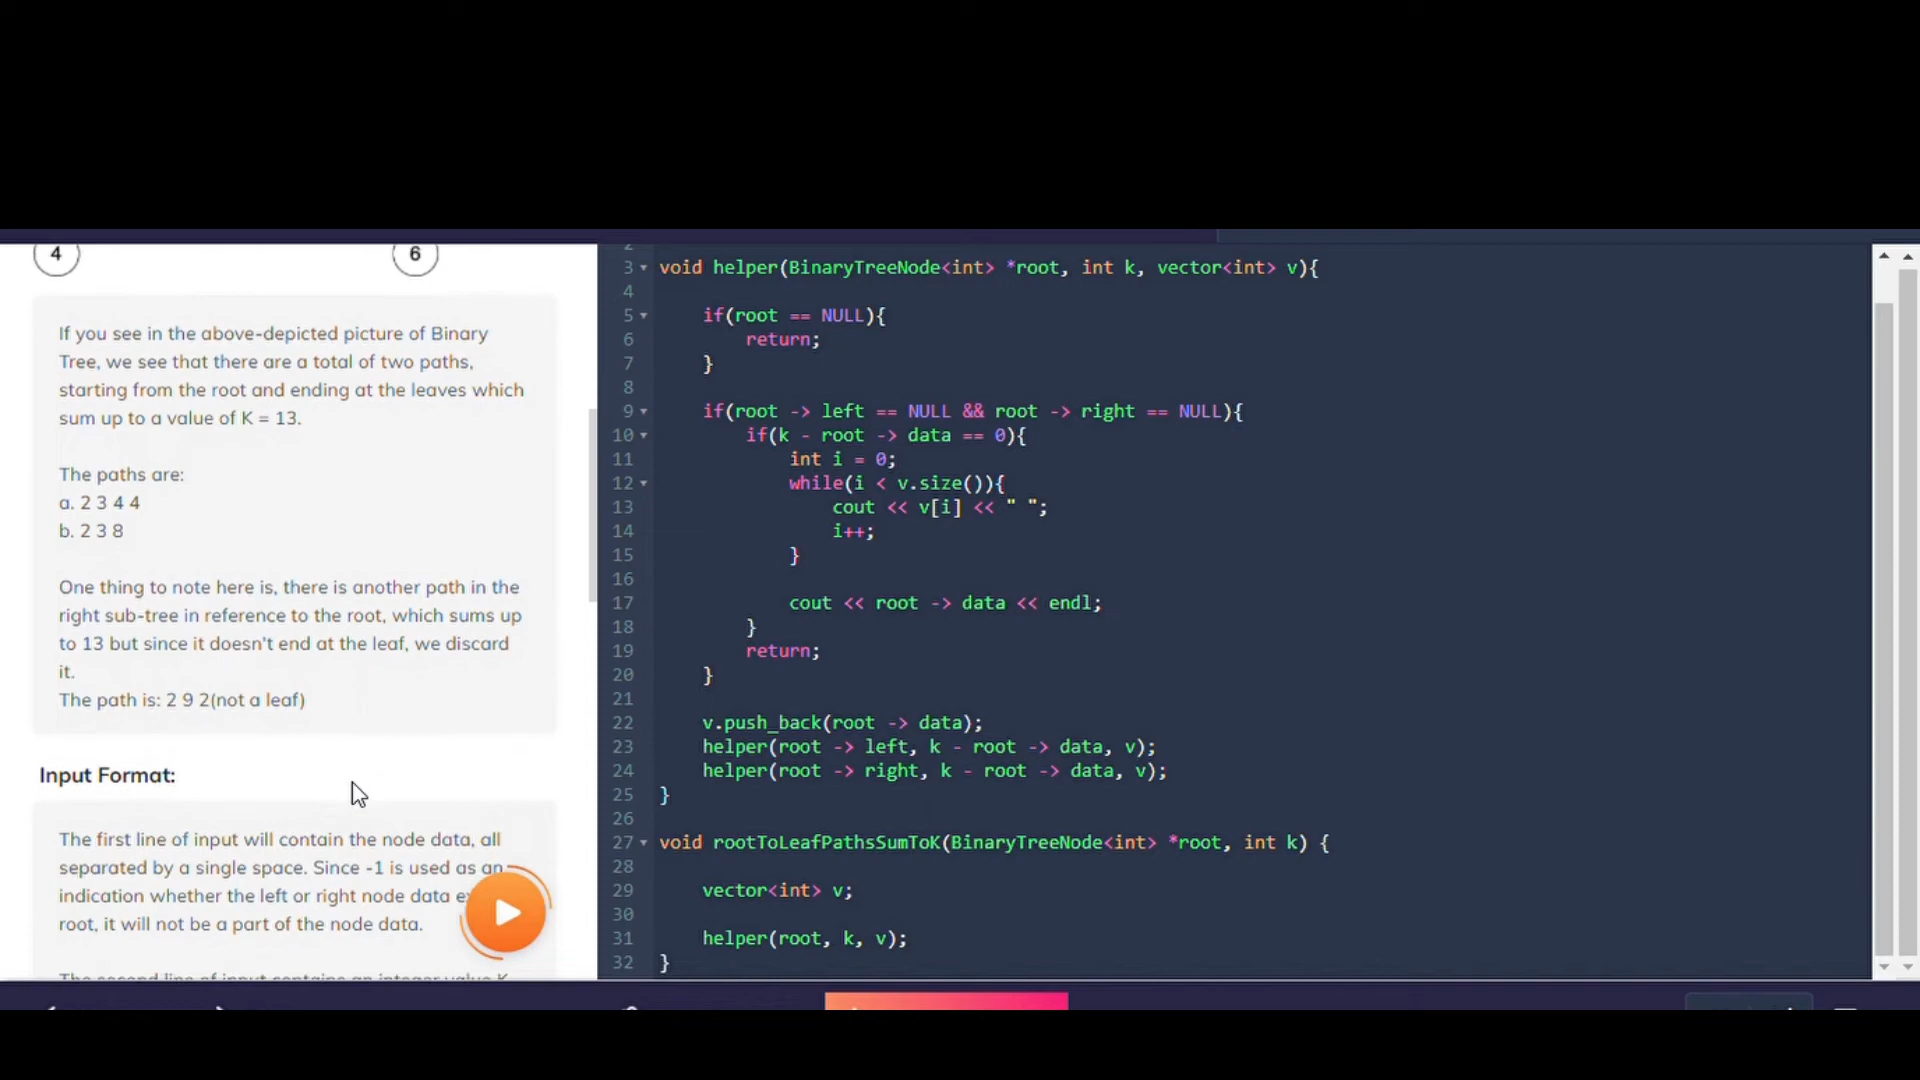 4
6
If you see in the above-depicted picture of Binary
Tree, we see that there are a total of two paths,
starting from the root and ending at the leaves which
sum up to a value of K = 13.
The paths are:
a. 2 3 4 4
b. 2 3 8
One thing to note here is, there is another path in the
right sub-tree in reference to the root, which sums up
to 13 but since it doesn't end at the leaf, we discard
it.
The path is: 2 9 2(not a leaf)
Input Format:
The first line of input will contain the node data, all
separated by a single space. Since -1 is used as an
indication whether the left or right node data
root, it will not be a part of the node data.
The second line of input contains an integer value K
2
3 void helper(BinaryTreeNode<int> *root, int k, vector<int> v){
4
5 if(root == NULL){
6 return;
7 }
8
9 if(root -> left == NULL && root -> right == NULL){
10 if(k - root -> data == 0){
11 int i = 0;
12 while(i < v.size()){
13 cout << v[i] << " ";
14 i++;
15 }
16
17 cout << root -> data << endl;
18 }
19 return;
20 }
21
22 v.push_back(root -> data);
23 helper(root -> left, k - root -> data, v);
24 helper(root -> right, k - root -> data, v);
25 }
26
27 void rootToLeafPathsSumToK(BinaryTreeNode<int> *root, int k) {
28
29 vector<int> v;
30
31 helper(root, k, v);
32 }